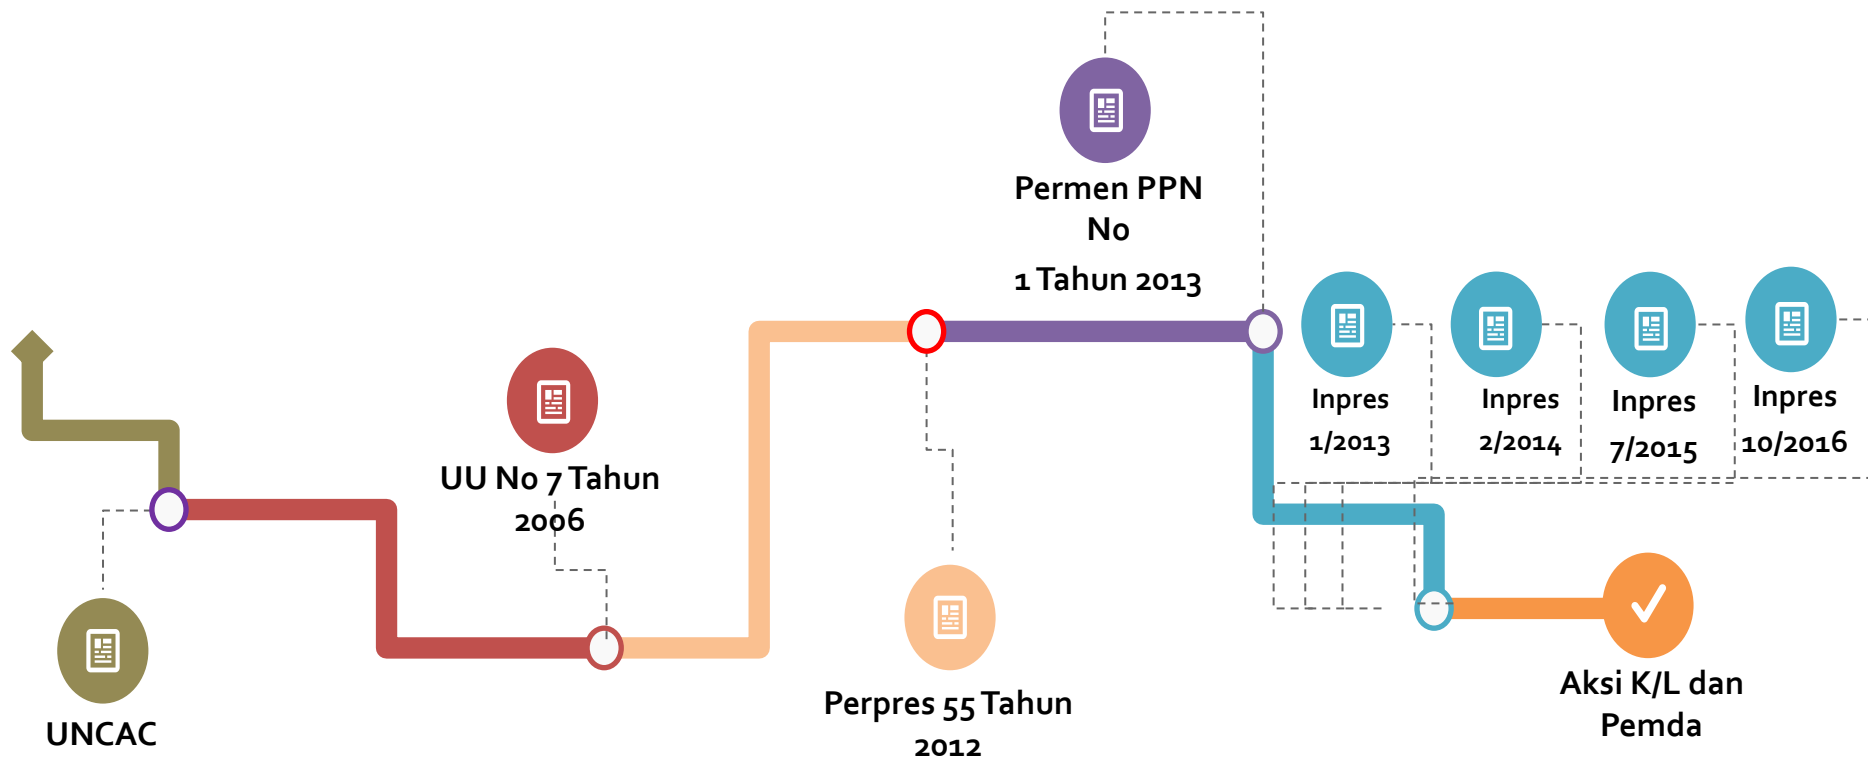 UNCAC
UU No 7 Tahun
2006
Perpres 55 Tahun
2012
Permen PPN
No
1 Tahun 2013
Inpres
1/2013
Inpres
2/2014
Inpres
7/2015
Inpres
10/2016
Aksi K/L dan
Pemda